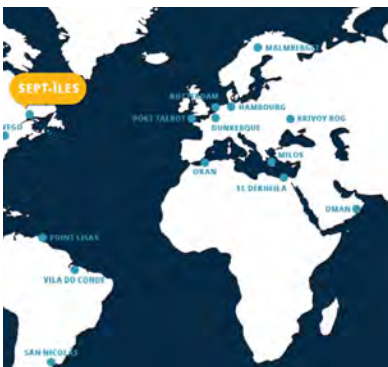 MALMBERGET
SEPT-ÎLES
ROTTERDAM
HAMBOURG
PORT TALBOT
KRIVOY ROG
DUNKERQUE
MILOS
ORAN
EL DEKHEILA
OMAN
POINT LISAS
VILA DO CONDE
SAN NICOLAS